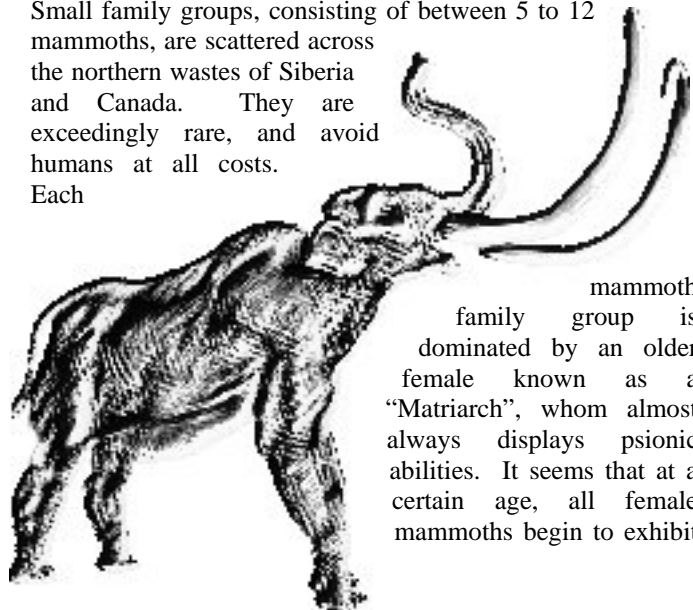 Small family groups, consisting of between 5 to 12
mammoths, are scattered across
the northern wastes of Siberia
and Canada. They are
exceedingly rare, and avoid
humans at all costs.
Each
mammoth
family group is
dominated by an older
female known as a
“Matriarch”, whom almost
always displays psionic
abilities. It seems that at a
certain age, all female
mammoths begin to exhibit